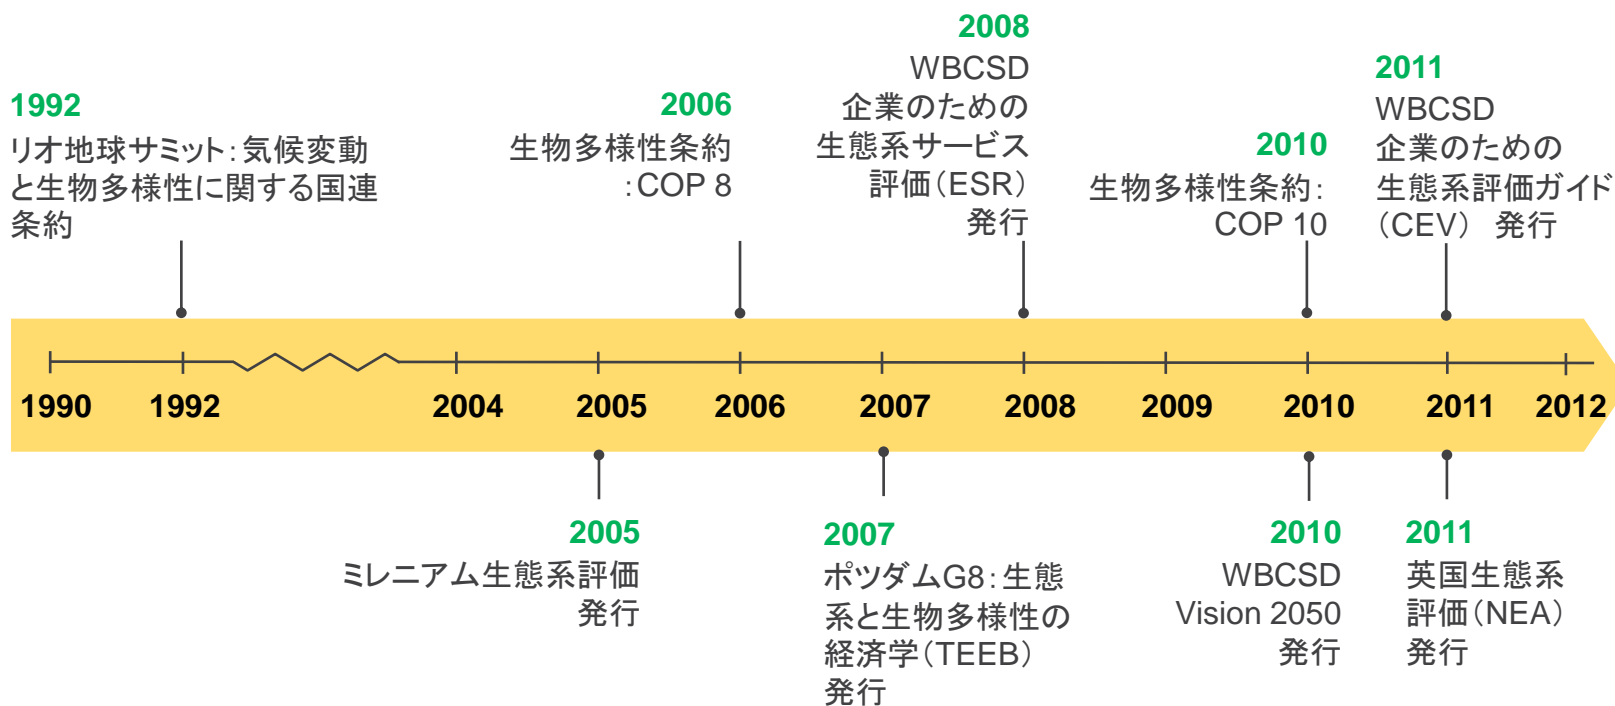 1992
リオ地球サミット：気候変動
と生物多様性に関する国連
条約
2006
生物多様性条約
：COP 8
2008
WBCSD
企業のための
生態系サービス
評価（ESR）
発行
2010
生物多様性条約：
COP 10
2011
WBCSD
企業のための
生態系評価ガイド
（CEV） 発行
1990 1992 2004 2005 2006 2007 2008 2009 2010 2011 2012
2005
ミレニアム生態系評価
発行
2007
ポツダムG8：生態
系と生物多様性の
経済学（TEEB）
発行
2010
WBCSD
Vision 2050
発行
2011
英国生態系
評価（NEA）
発行